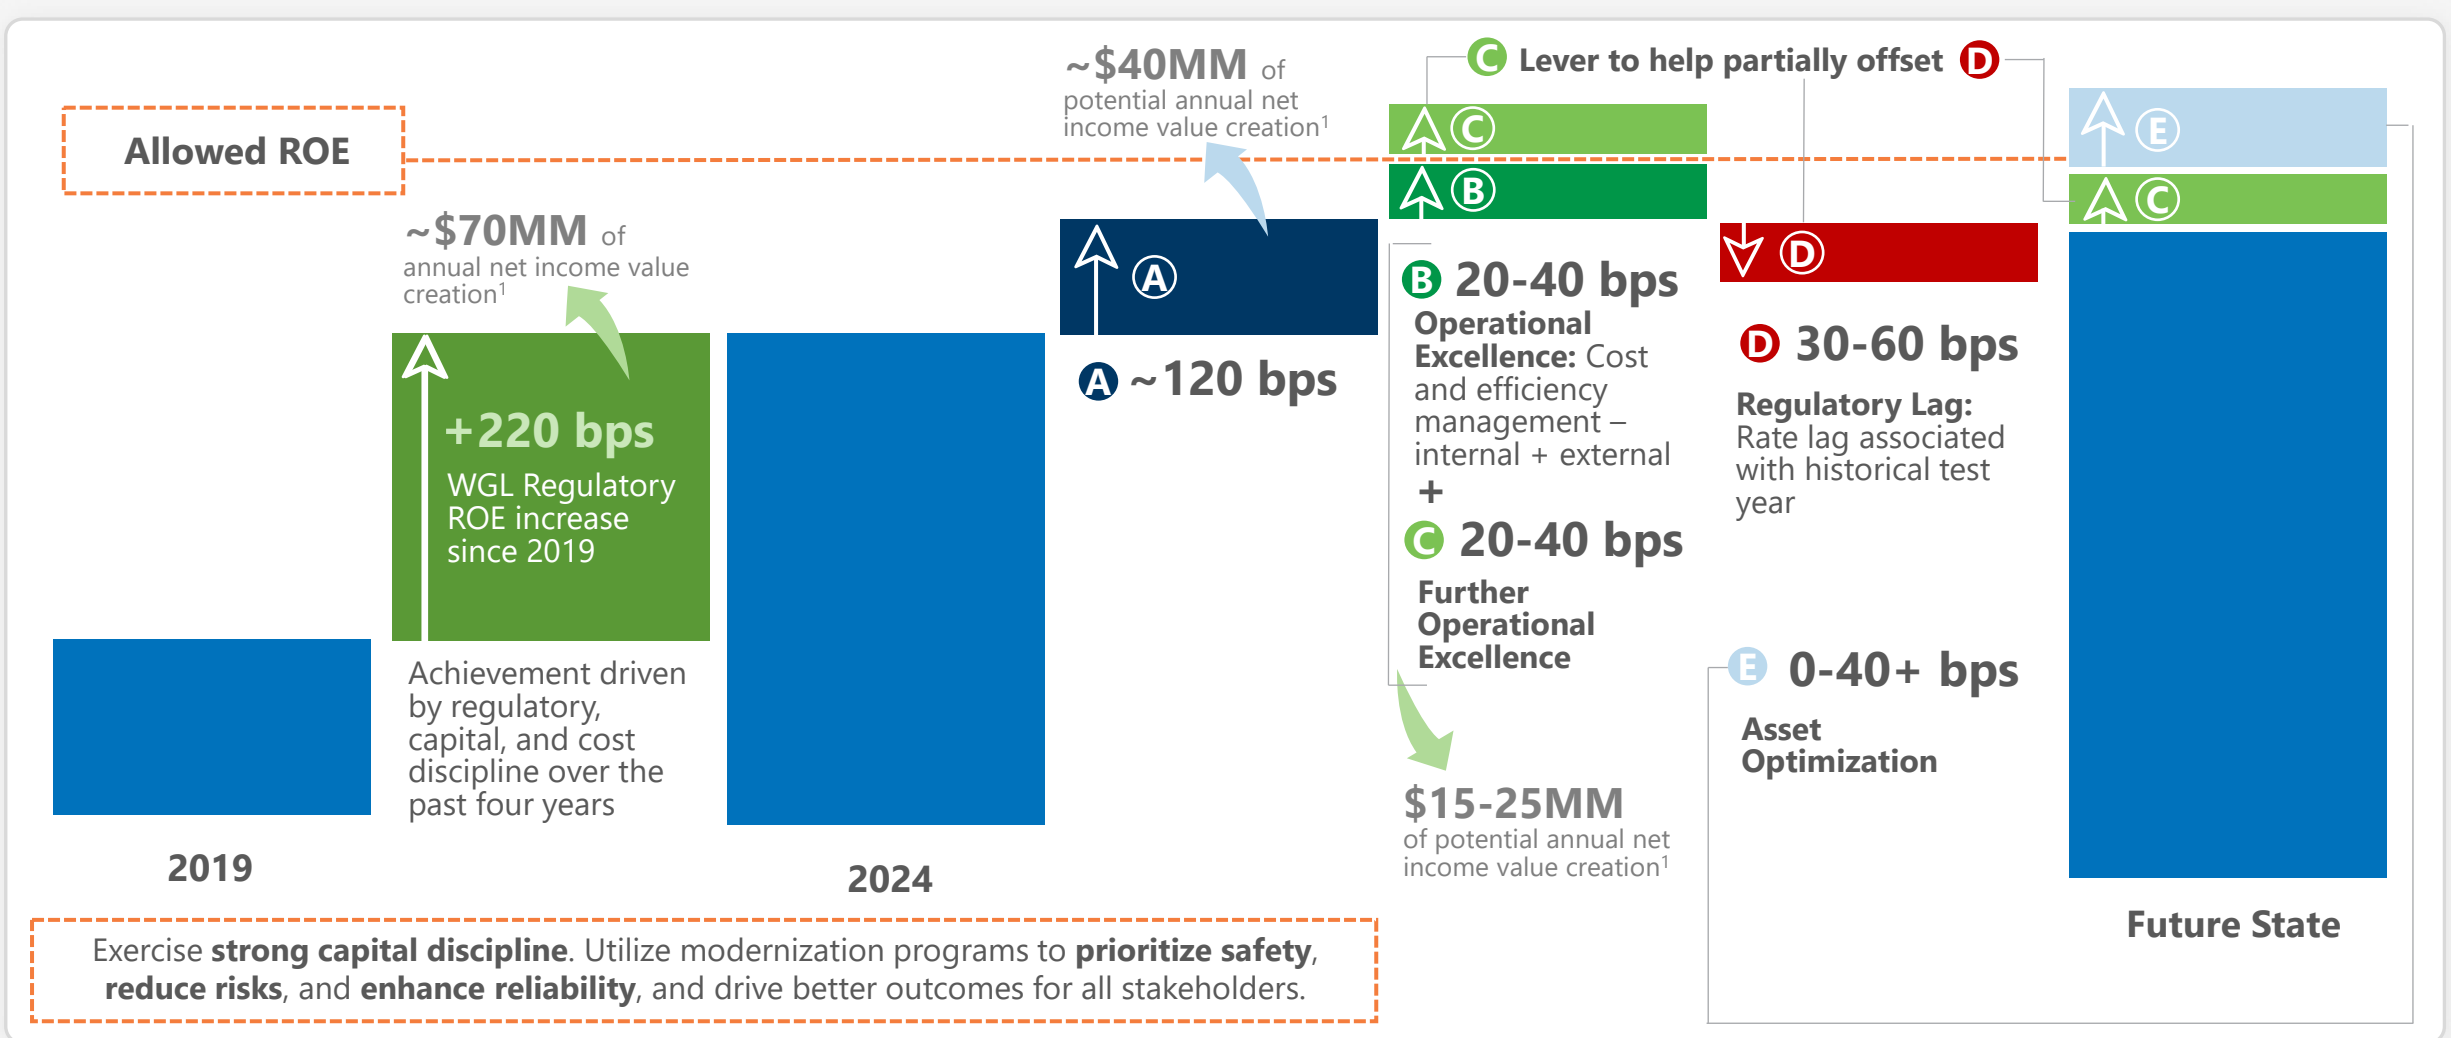 Allowed ROE
~$70MM of
annual net income value
creation¹
+220 bps
WGL Regulatory
ROE increase
since 2019
Achievement driven
by regulatory,
capital, and cost
discipline over the
past four years
2019
2024
~$40MM of
potential annual net
income value creation¹
A
A ~120 bps
C Lever to help partially offset D
C
B
B 20-40 bps
Operational
Excellence: Cost
and efficiency
management –
internal + external
+
C 20-40 bps
Further
Operational
Excellence
$15-25MM
of potential annual net
income value creation¹
D
D 30-60 bps
Regulatory Lag:
Rate lag associated
with historical test
year
E 0-40+ bps
Asset
Optimization
E
C
Future State
Exercise strong capital discipline. Utilize modernization programs to prioritize safety,
reduce risks, and enhance reliability, and drive better outcomes for all stakeholders.